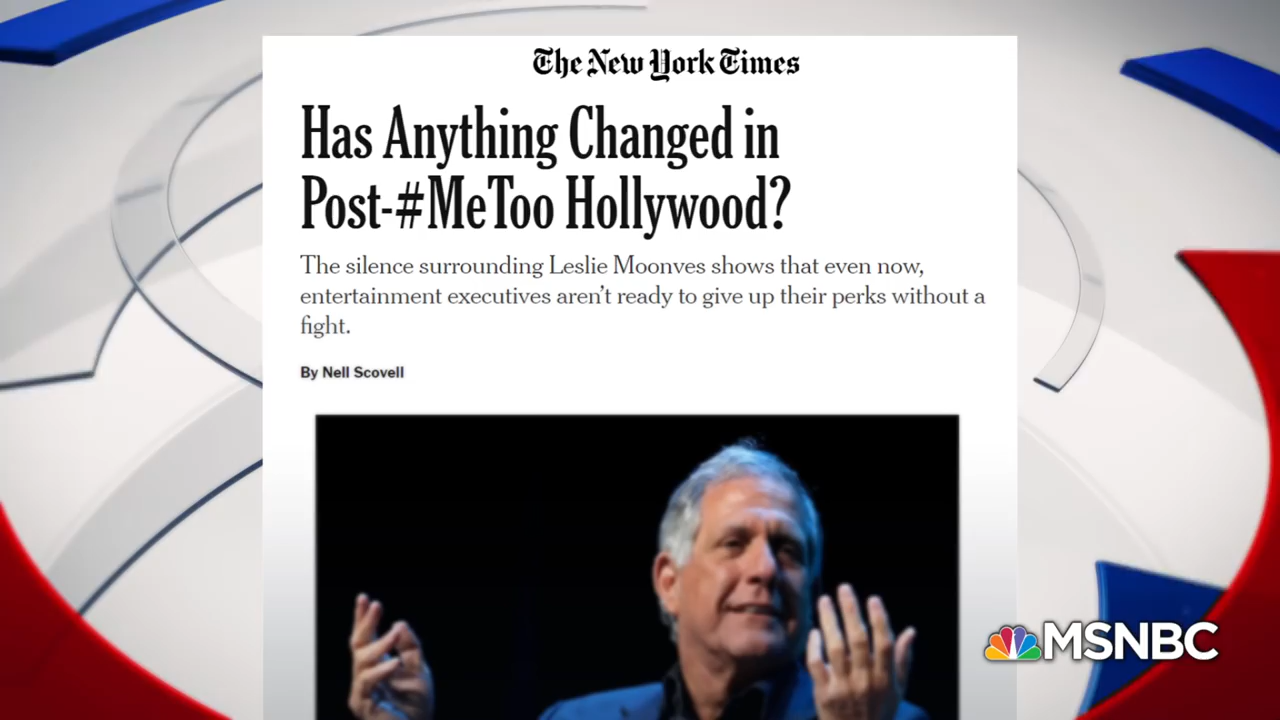 The New York Times
Has Anything Changed in
Post-#MeToo Hollywood?
The silence surrounding Leslie Moonves shows that even now,
entertainment executives aren’t ready to give up their perks without a
fight.
By Nell Scovell
MSNBC